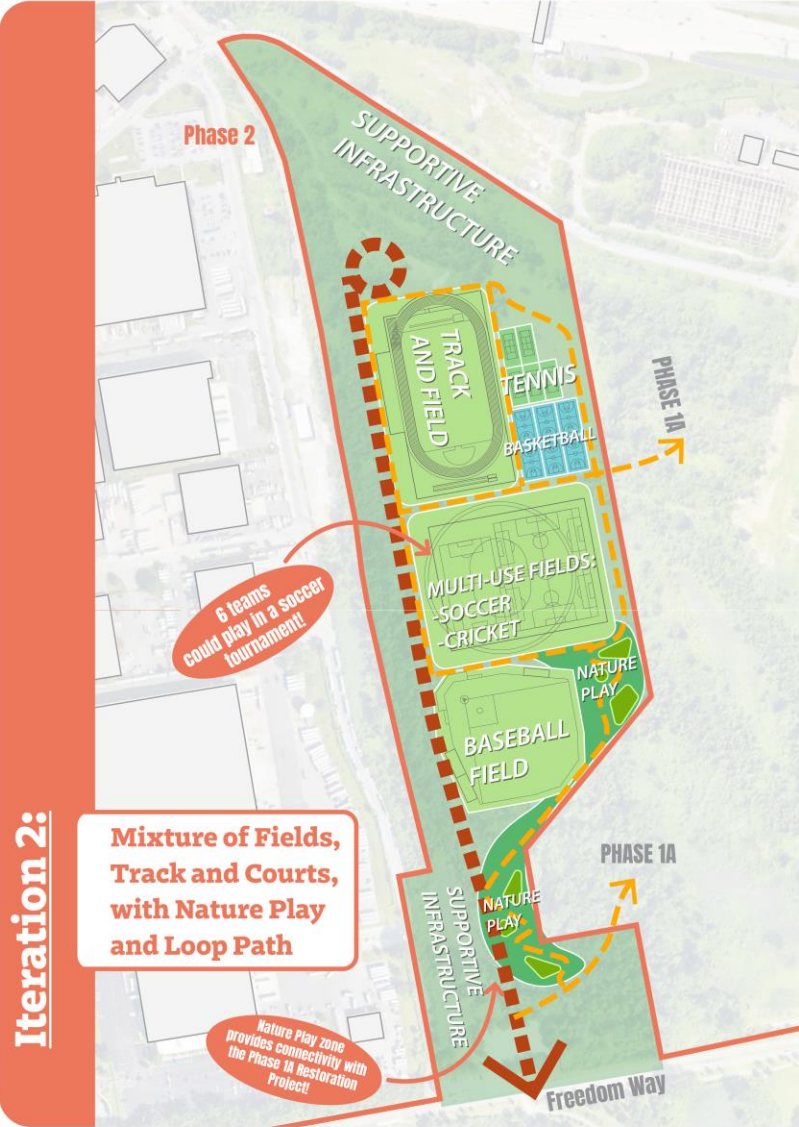 Iteration 2:
Mixture of Fields,
Track and Courts,
with Nature Play
and Loop Path
Phase 2
SUPPORTIVE
INFRASTRUCTURE
TRACK
AND FIELD
TENNIS
BASKETBALL
PHASE 1A
MULTI-USE FIELDS:
-SOCCER
-CRICKET
6 teams
could play in a soccer
tournament!
NATURE
PLAY
BASEBALL
FIELD
PHASE 1A
NATURE
PLAY
SUPPORTIVE
INFRASTRUCTURE
Nature Play zone
provides connectivity with
the Phase 1A Restoration
Project!
Freedom Way